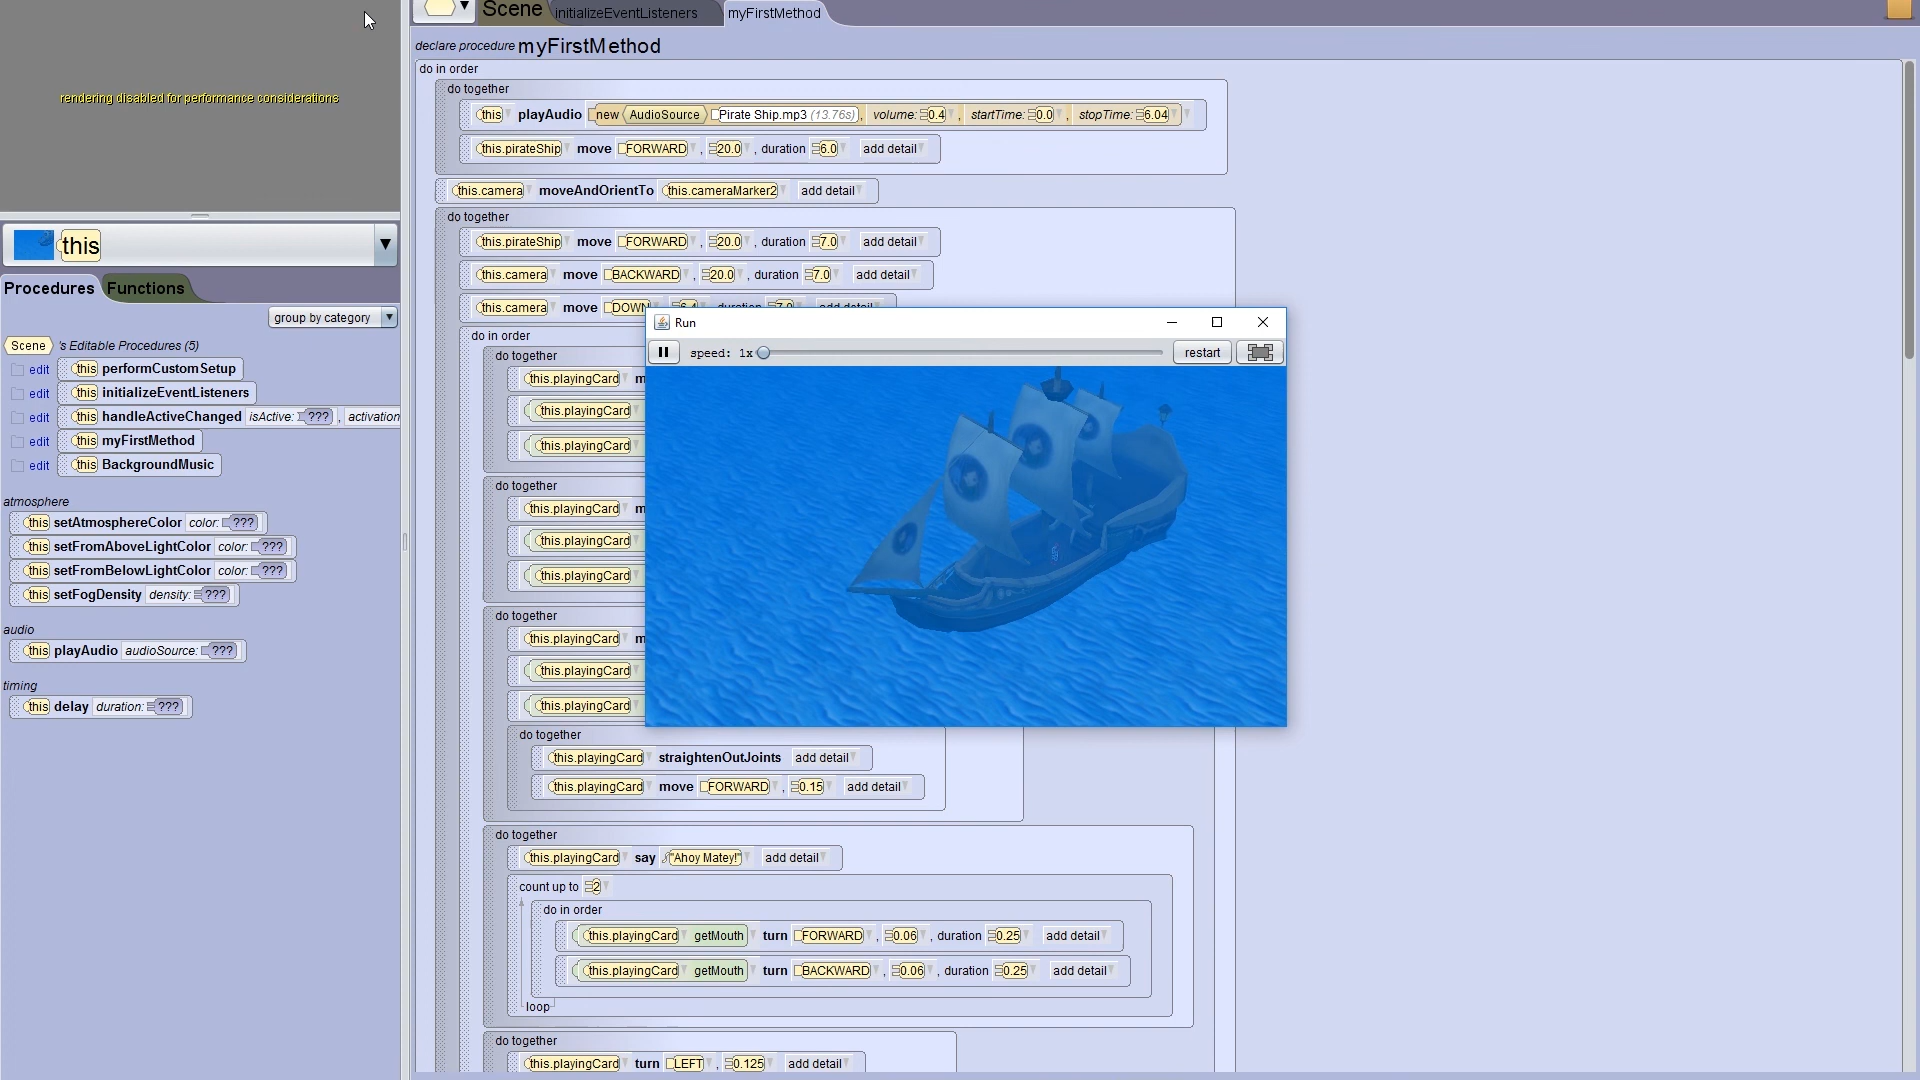 Scene initializeEventListeners myFirstMethod
declare procedure myFirstMethod
do in order
do together
this playAudio new AudioSource Pirate Ship.mp3 (13.76s) , volume: 0.4 , startTime: 0.0 , stopTime: 6.04
this.pirateShip move FORWARD , 20.0 , duration 6.0 add detail
this.camera moveAndOrientTo this.cameraMarker2 add detail
do together
this.pirateShip move FORWARD , 20.0 , duration 7.0 add detail
this.camera move BACKWARD , 20.0 , duration 7.0 add detail
this.camera move DOWN
do in order
do together
this.playingCard
this.playingCard
this.playingCard
do together
this.playingCard
this.playingCard
this.playingCard
do together
this.playingCard
this.playingCard
this.playingCard
do together
this.playingCard straightenOutJoints add detail
this.playingCard move FORWARD , 0.15 add detail
do together
this.playingCard say "Ahoy Matey!" add detail
count up to 2
do in order
this.playingCard getMouth turn FORWARD , 0.06 , duration 0.25 add detail
this.playingCard getMouth turn BACKWARD , 0.06 , duration 0.25 add detail
loop
do together
this.playingCard turn LEFT , 0.125 add detail
Run
speed: 1x restart
rendering disabled for performance considerations
this
Procedures Functions
group by category
Scene 's Editable Procedures (5)
edit this performCustomSetup
edit this initializeEventListeners
edit this handleActiveChanged isActive: ??? , activation
edit this myFirstMethod
edit this BackgroundMusic
atmosphere
this setAtmosphereColor color: ???
this setFromAboveLightColor color: ???
this setFromBelowLightColor color: ???
this setFogDensity density: ???
audio
this playAudio audioSource: ???
timing
this delay duration: ???